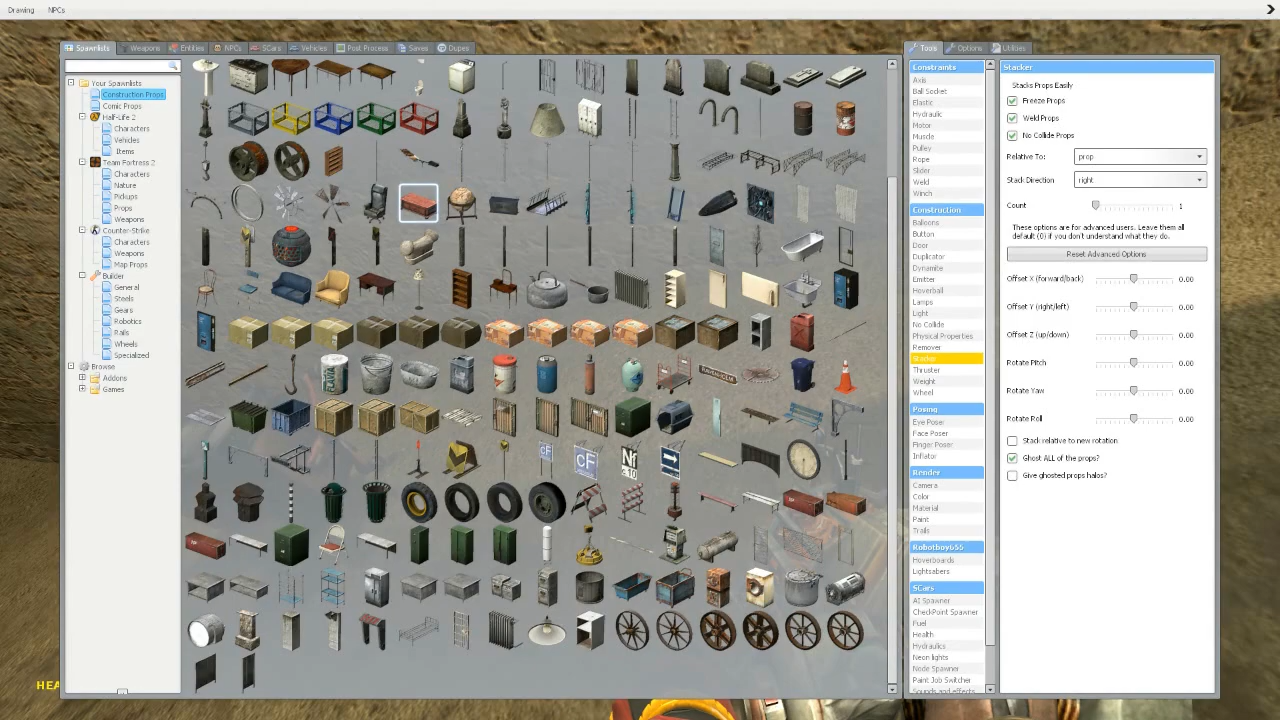 Drawing NPCs
Spawnlists Weapons Entities NPCs SCars Vehicles Post Process Saves Dupes
Your Spawnlists
Construction Props
Comic Props
Half-Life 2
Characters
Vehicles
Items
Team Fortress 2
Characters
Nature
Pickups
Props
Weapons
Counter-Strike
Characters
Weapons
Map Props
Builder
General
Steels
Gears
Robotics
Rails
Wheels
Specialized
Browse
Addons
Games
RAVENHOLM
cF
cF
Nf
Tools Options Utilities
Constraints
Axis
Ball Socket
Elastic
Hydraulic
Motor
Muscle
Pulley
Rope
Slider
Weld
Winch
Construction
Balloons
Button
Door
Duplicator
Dynamite
Emitter
Hoverball
Lamps
Light
No Collide
Physical Properties
Remover
Stacker
Thruster
Weight
Wheel
Posing
Eye Poser
Face Poser
Finger Poser
Inflator
Render
Camera
Color
Material
Paint
Trails
Robotboy655
Hoverboards
Lightsabers
SCars
AI Spawner
CheckPoint Spawner
Fuel
Health
Hydraulics
Neon lights
Node Spawner
Paint Job Switcher
Sounds and effects
Stacker
Stacks Props Easily
Freeze Props
Weld Props
No Collide Props
Relative To: prop
Stack Direction right
Count 1
These options are for advanced users. Leave them all
default (0) if you don't understand what they do.
Reset Advanced Options
Offset X (forward/back) 0.00
Offset Y (right/left) 0.00
Offset Z (up/down) 0.00
Rotate Pitch 0.00
Rotate Yaw 0.00
Rotate Roll 0.00
Stack relative to new rotation
Ghost ALL of the props?
Give ghosted props halos?
HEA